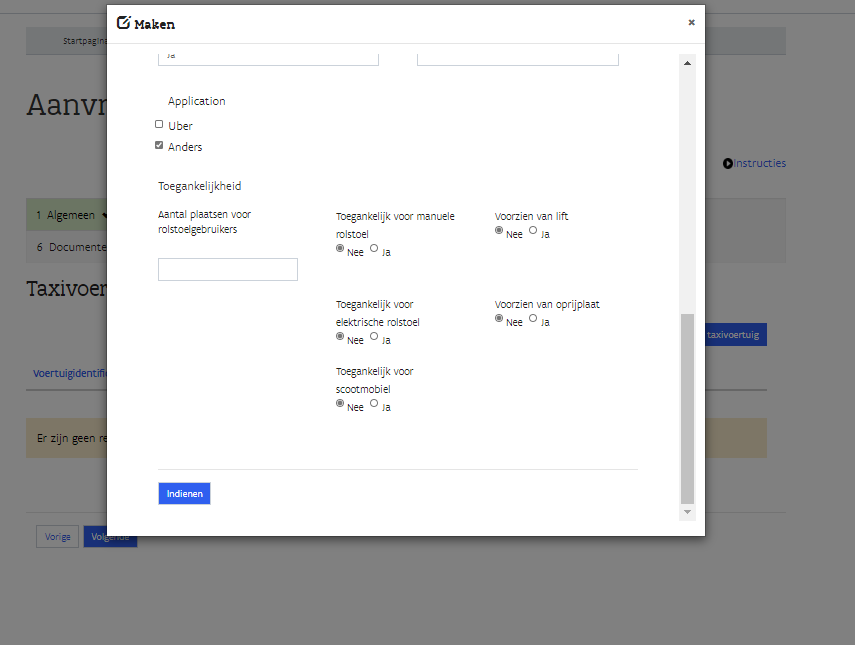 Maken
×
Startpagina
Ja
Aanvr
Application
Uber
Anders
Instructies
Toegankelijkheid
1 Algemeen
6 Documente
Aantal plaatsen voor
rolstoelgebruikers
Toegankelijk voor manuele
rolstoel
Nee Ja
Voorzien van lift
Nee Ja
Taxivoer
Toegankelijk voor
elektrische rolstoel
Nee Ja
Voorzien van oprijplaat
Nee Ja
taxivoertuig
Voertuigidentifi
Toegankelijk voor
scootmobiel
Nee Ja
Er zijn geen re
Indienen
Vorige
Volgende